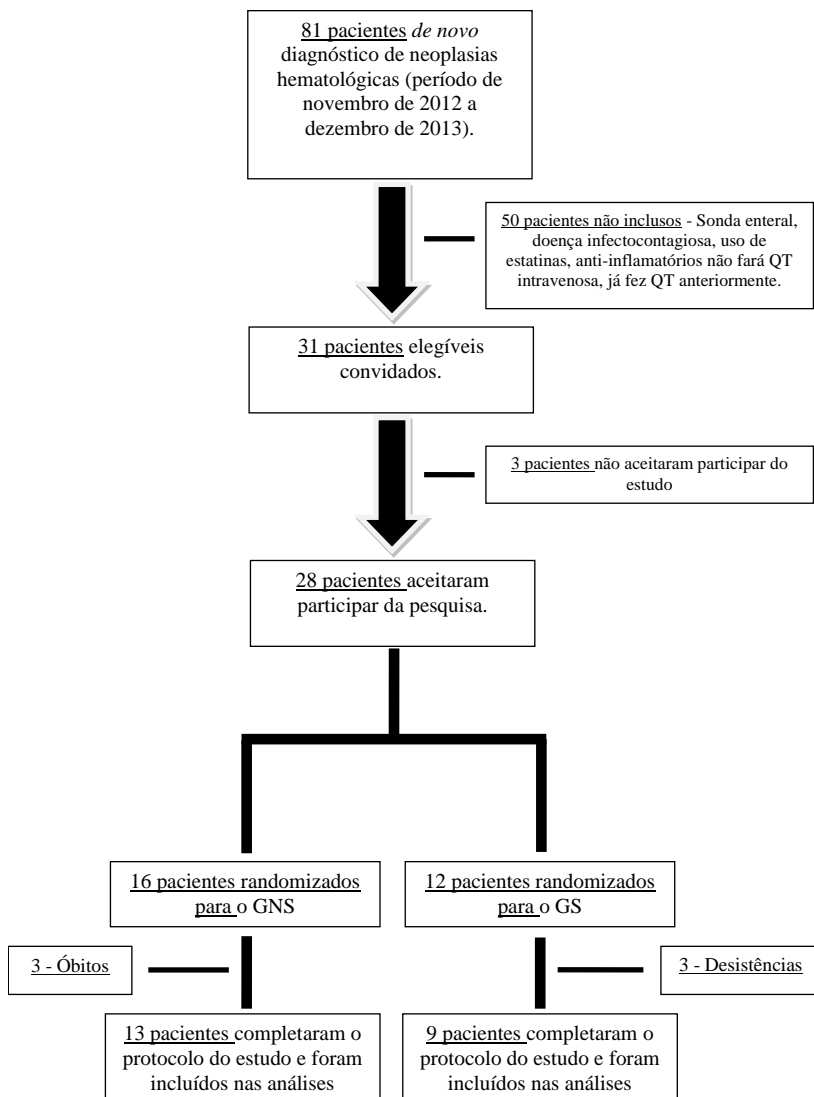 81 pacientes de novo
diagnóstico de neoplasias
hematológicas (período de
novembro de 2012 a
dezembro de 2013).
50 pacientes não inclusos - Sonda enteral,
doença infectocontagiosa, uso de
estatinas, anti-inflamatórios não fará QT
intravenosa, já fez QT anteriormente.
31 pacientes elegíveis
convidados.
3 pacientes não aceitaram participar do
estudo
28 pacientes aceitaram
participar da pesquisa.
16 pacientes randomizados
para o GNS
12 pacientes randomizados
para o GS
3 - Óbitos
3 - Desistências
13 pacientes completaram o
protocolo do estudo e foram
incluídos nas análises
9 pacientes completaram o
protocolo do estudo e foram
incluídos nas análises